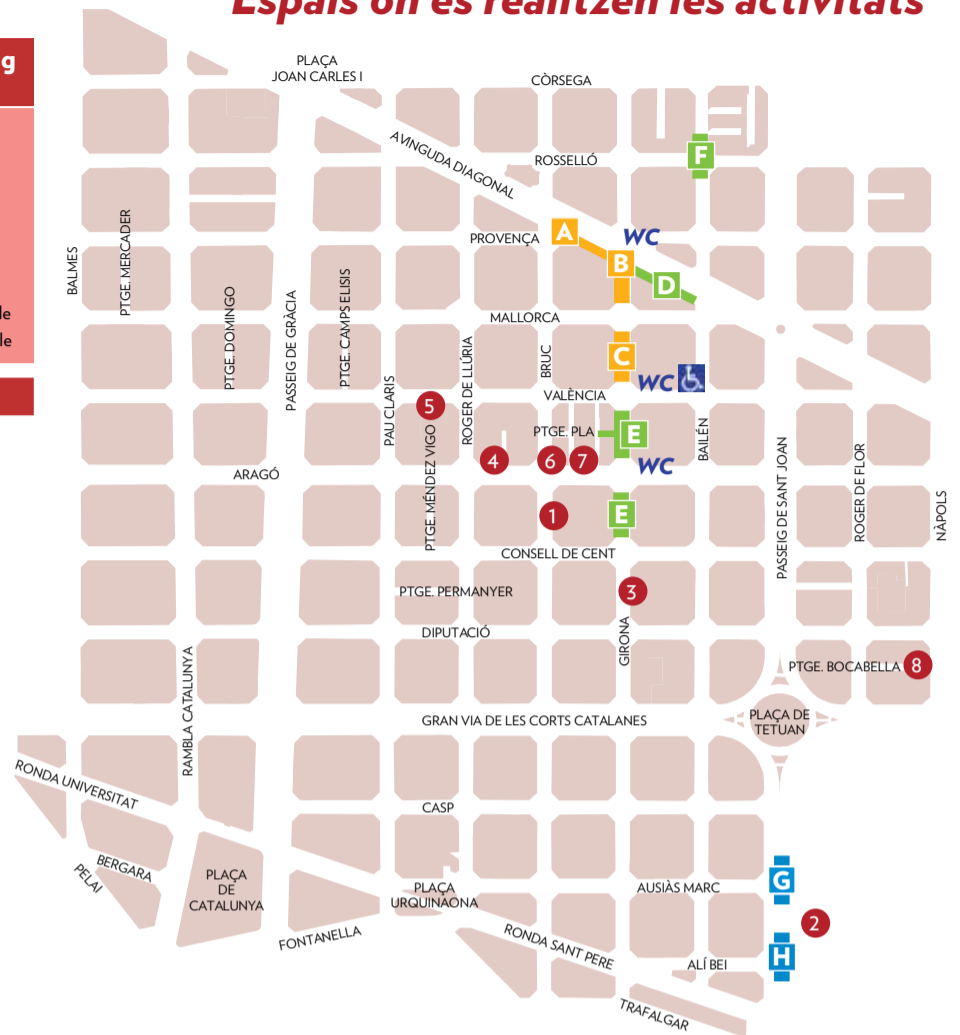 Espais on es realitzen les activitats
g
le
le
PLAÇA
JOAN CARLES I
CÒRSEGA
AVINGUDA DIAGONAL
ROSSELLÓ
F
PROVENÇA
A
WC
B
D
BALMES
PTGE. MERCADER
PTGE. DOMINGO
PASSEIG DE GRÀCIA
PTGE. CAMPS ELISIS
MALLORCA
PAU CLARIS
ROGER DE LLÚRIA
BRUC
C
WC
VALÈNCIA
5
PTGE. PLA
E
BAILÉN
4
6
7
WC
ARAGÓ
PTGE. MÉNDEZ VIGO
PASSEIG DE SANT JOAN
ROGER DE FLOR
NÀPOLS
1
E
CONSELL DE CENT
PTGE. PERMANYER
3
DIPUTACIÓ
GIRONA
PTGE. BOCABELLA
8
RAMBLA CATALUNYA
GRAN VIA DE LES CORTS CATALANES
PLAÇA DE
TETUAN
RONDA UNIVERSITAT
CASP
BERGARA
PELAI
PLAÇA
DE
CATALUNYA
PLAÇA
URQUINAONA
AUSIÀS MARC
G
2
FONTANELLA
RONDA SANT PERE
ALÍ BEI
H
TRAFALGAR